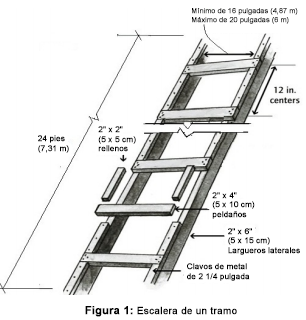 Mínimo de 16 pulgadas (4,87 m)
Máximo de 20 pulgadas (6 m)
12 in.
centers
24 pies
(7,31 m)
2" x 2"
(5 x 5 cm)
rellenos
2" x 4"
(5 x 10 cm)
peldaños
2" x 6"
(5 x 15 cm)
Largueros laterales
Clavos de metal
de 2 1/4 pulgada
Figura 1: Escalera de un tramo